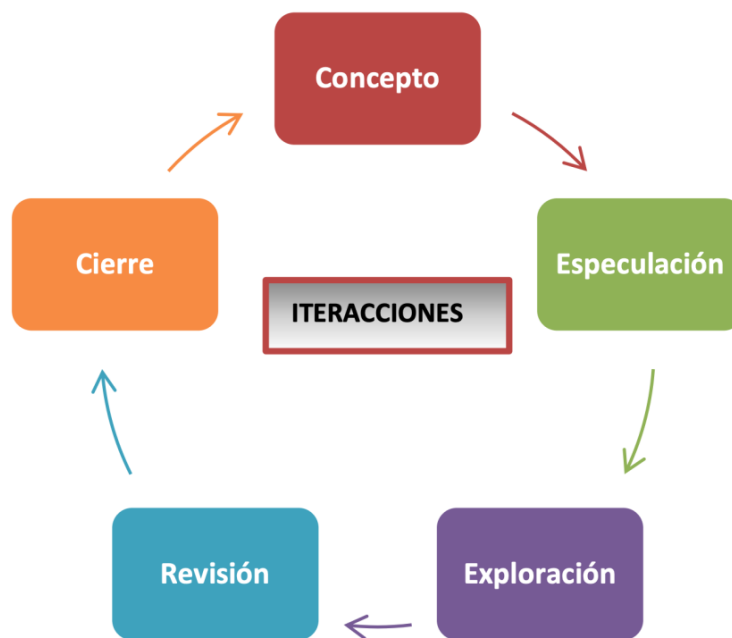 Concepto
Especulación
Exploración
Revisión
Cierre
ITERACCIONES